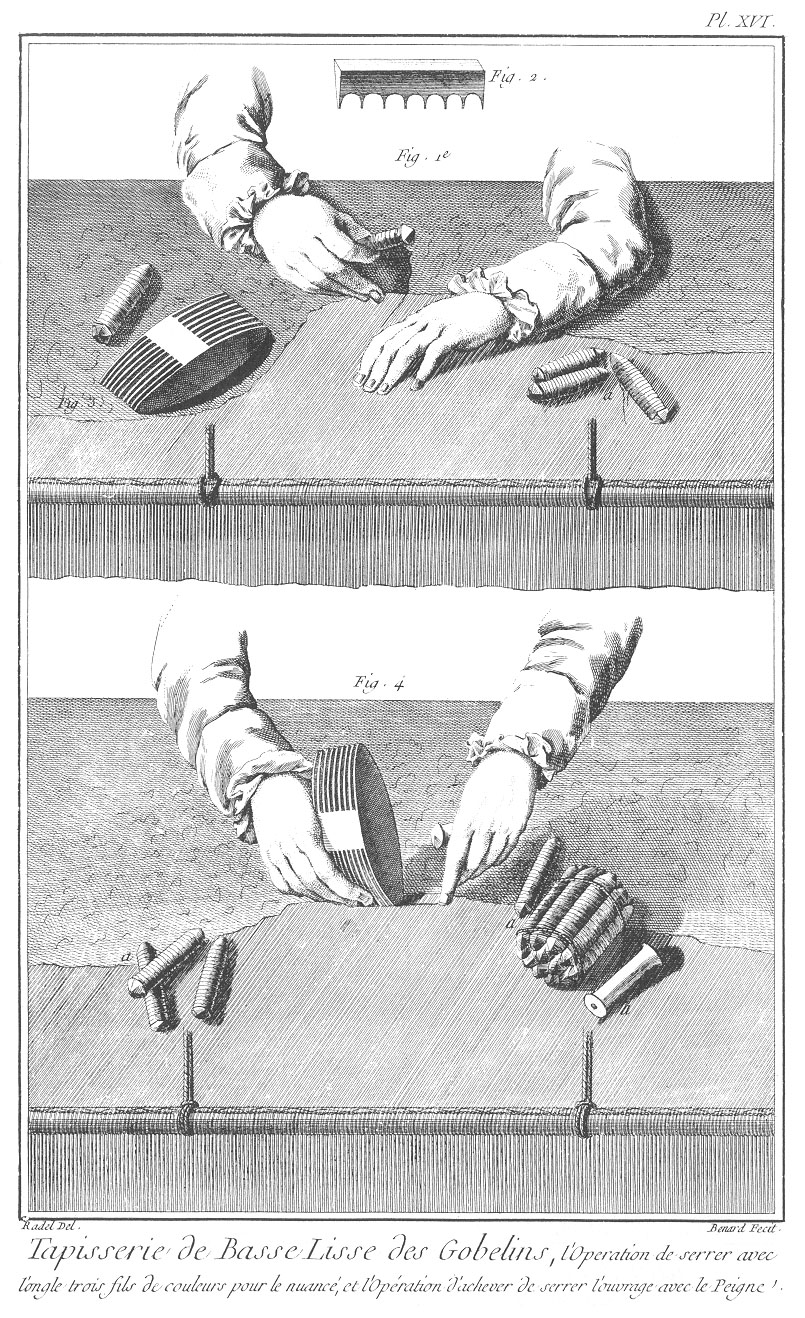 Pl. XVI.
Fig. 2.
Fig. 1e
Fig. 3
a
Fig. 4
a
a
a
Radel Del.
Benard Fecit.
Tapisserie de Basse Lisse des Gobelins, l'Operation de serrer avec
l'ongle trois fils de couleurs pour le nuancé, et l'Opération d'achever de serrer l'ouvrage avec le Peigne.